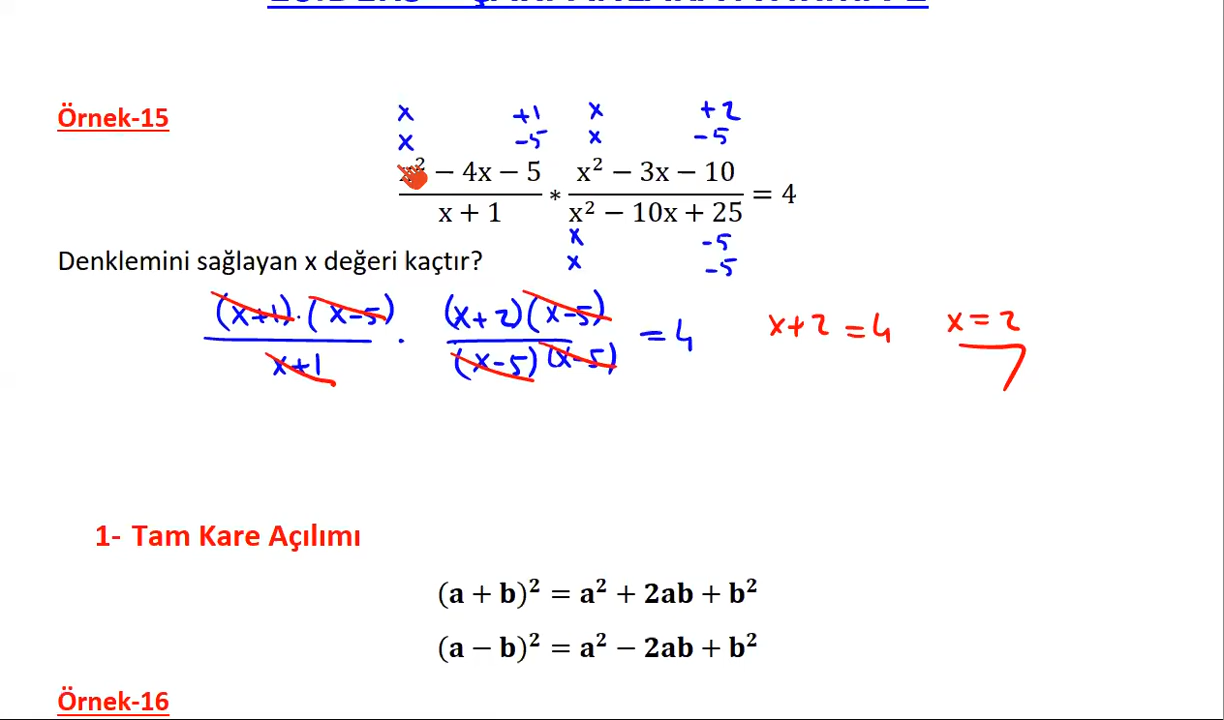 Örnek-15
x +1 x +2
x -5 x -5
x² − 4x − 5 / x + 1 * x² − 3x − 10 / x² − 10x + 25 = 4
x -5
Denklemini sağlayan x değeri kaçtır? x -5
(x+1)·(x-5) / x+1 · (x+2)(x-5) / (x-5)(x-5) = 4 x+2 = 4 x = 2
1- Tam Kare Açılımı
(a + b)² = a² + 2ab + b²
(a − b)² = a² − 2ab + b²
Örnek-16